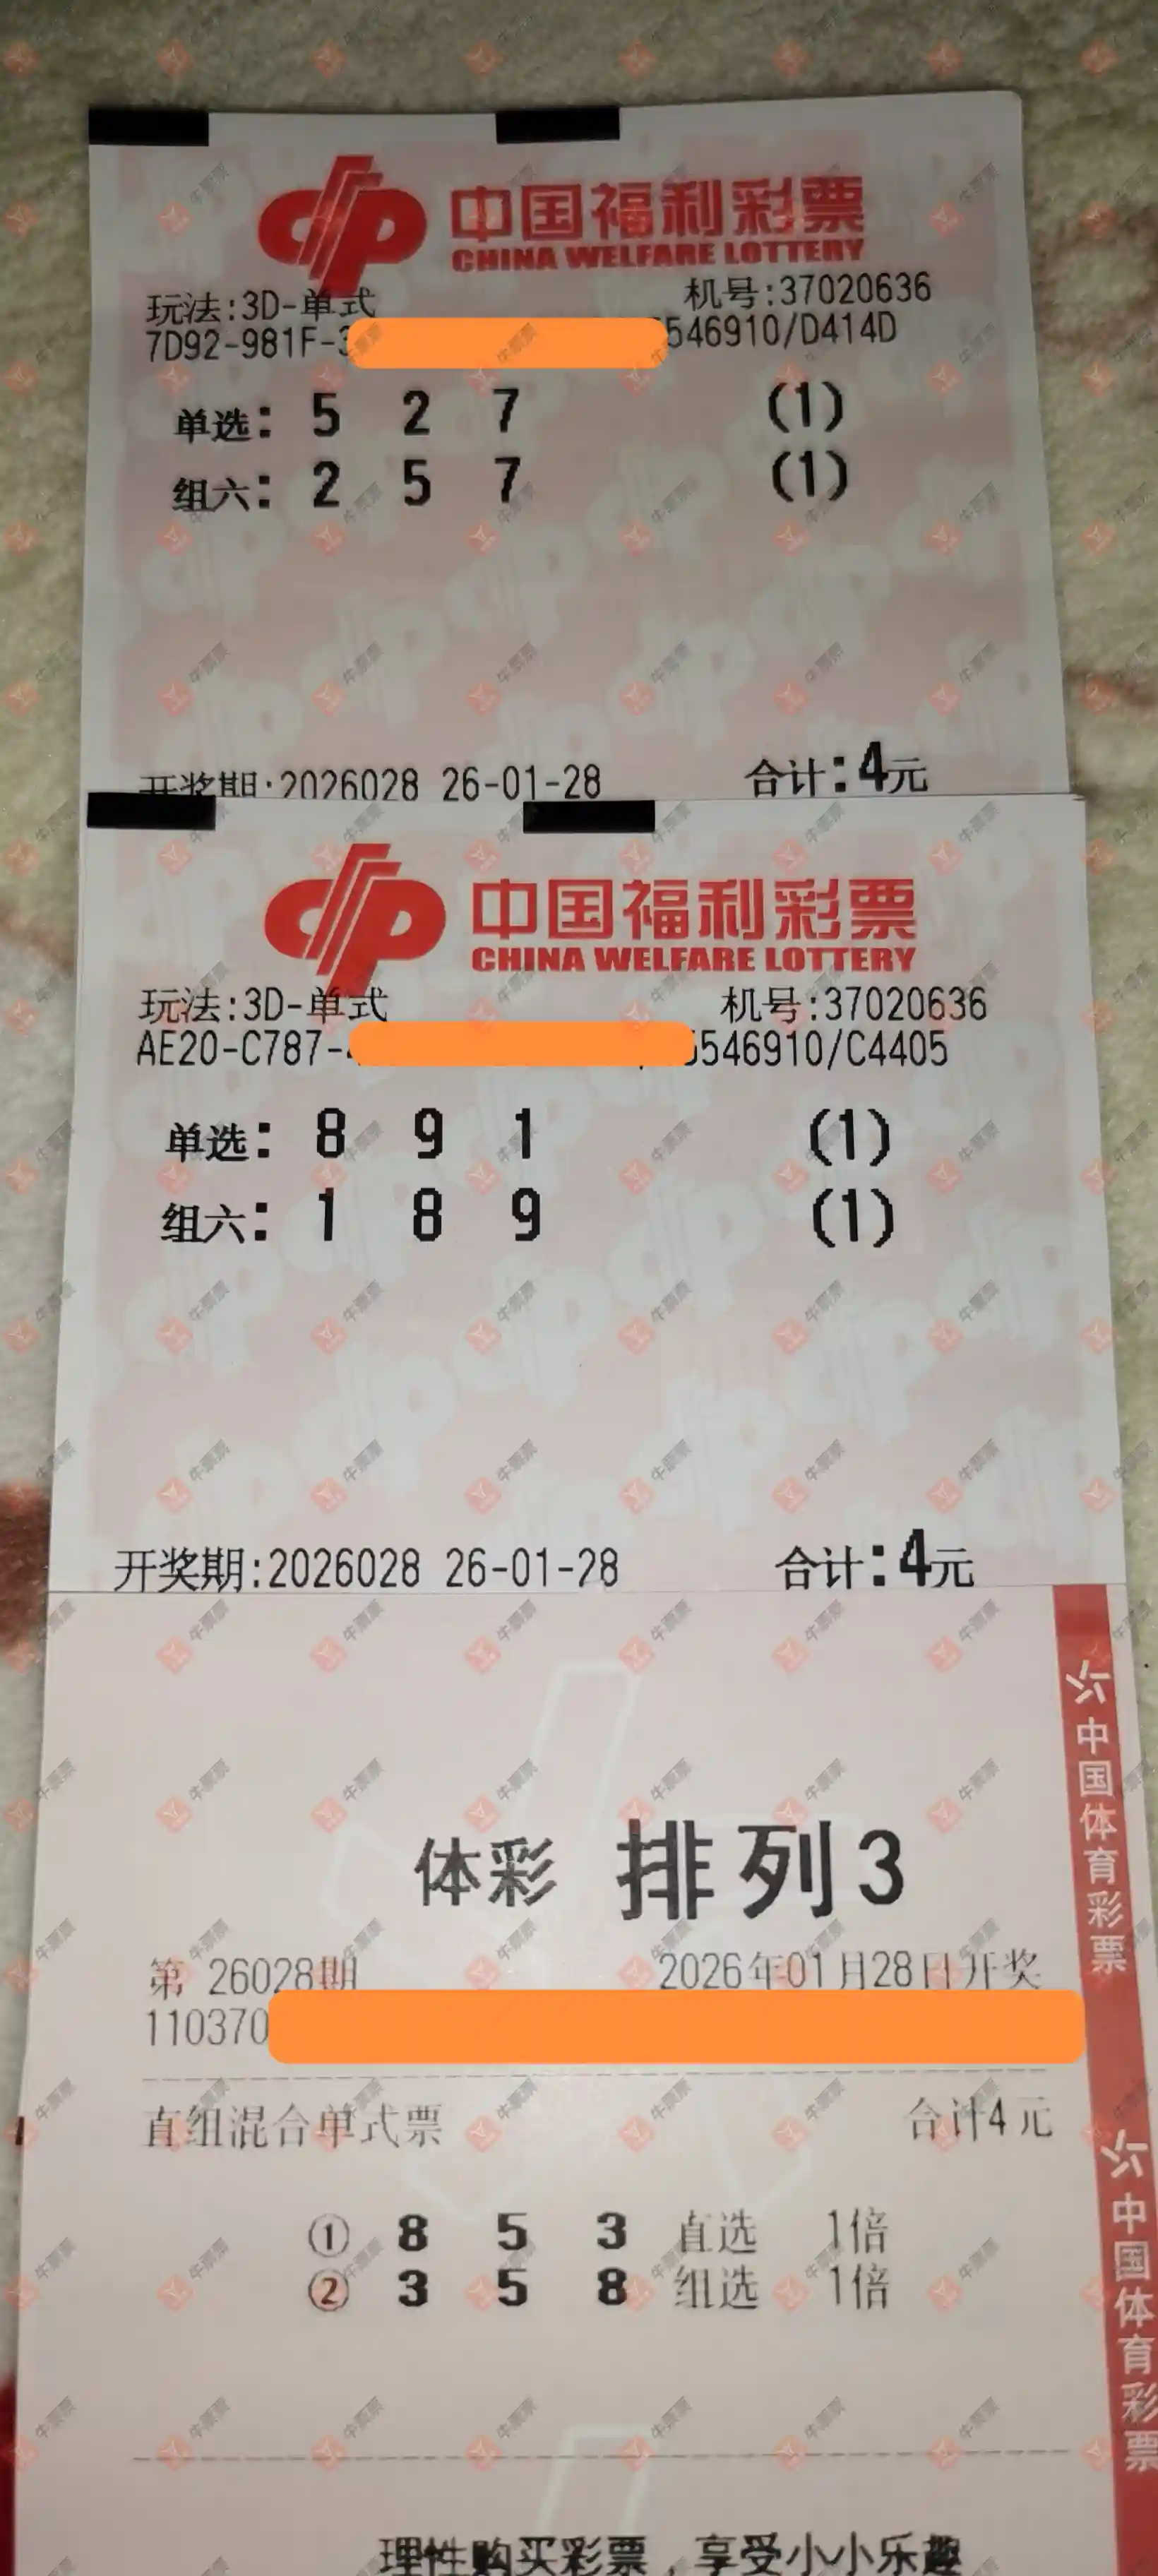 中国福利彩票
CHINA WELFARE LOTTERY
玩法:3D-单式 机号:37020636
7D92-981F-3 546910/D414D
单选: 5 2 7 (1)
组六: 2 5 7 (1)
开奖期:2026028 26-01-28 合计:4元
中国福利彩票
CHINA WELFARE LOTTERY
玩法:3D-单式 机号:37020636
AE20-C787- 546910/C4405
单选: 8 9 1 (1)
组六: 1 8 9 (1)
开奖期:2026028 26-01-28 合计:4元
体彩 排列3
第 26028期 2026年01月28日开奖
110370
直组混合单式票 合计4元
① 8 5 3 直选 1倍
② 3 5 8 组选 1倍
理性购买彩票，享受小小乐趣
中国体育彩票
中国体育彩票
牛票票